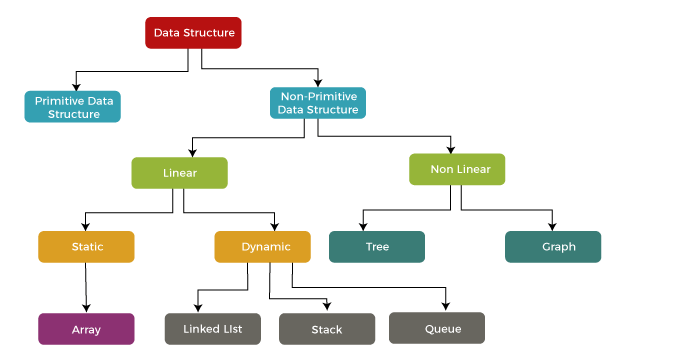 Data Structure
Primitive Data
Structure
Non-Primitive
Data Structure
Linear
Non Linear
Static
Dynamic
Tree
Graph
Array
Linked LIst
Stack
Queue